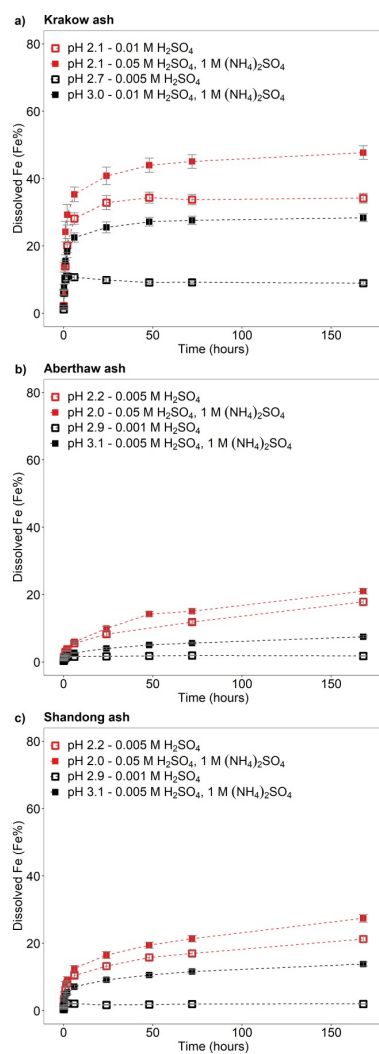 a) Krakow ash
pH 2.1 - 0.01 M H₂SO₄
pH 2.1 - 0.05 M H₂SO₄, 1 M (NH₄)₂SO₄
pH 2.7 - 0.005 M H₂SO₄
pH 3.0 - 0.01 M H₂SO₄, 1 M (NH₄)₂SO₄
Dissolved Fe (Fe%)
80
60
40
20
0
0 50 100 150
Time (hours)
b) Aberthaw ash
pH 2.2 - 0.005 M H₂SO₄
pH 2.0 - 0.05 M H₂SO₄, 1 M (NH₄)₂SO₄
pH 2.9 - 0.001 M H₂SO₄
pH 3.1 - 0.005 M H₂SO₄, 1 M (NH₄)₂SO₄
Dissolved Fe (Fe%)
80
60
40
20
0
0 50 100 150
Time (hours)
c) Shandong ash
pH 2.2 - 0.005 M H₂SO₄
pH 2.0 - 0.05 M H₂SO₄, 1 M (NH₄)₂SO₄
pH 2.9 - 0.001 M H₂SO₄
pH 3.1 - 0.005 M H₂SO₄, 1 M (NH₄)₂SO₄
Dissolved Fe (Fe%)
80
60
40
20
0
0 50 100 150
Time (hours)